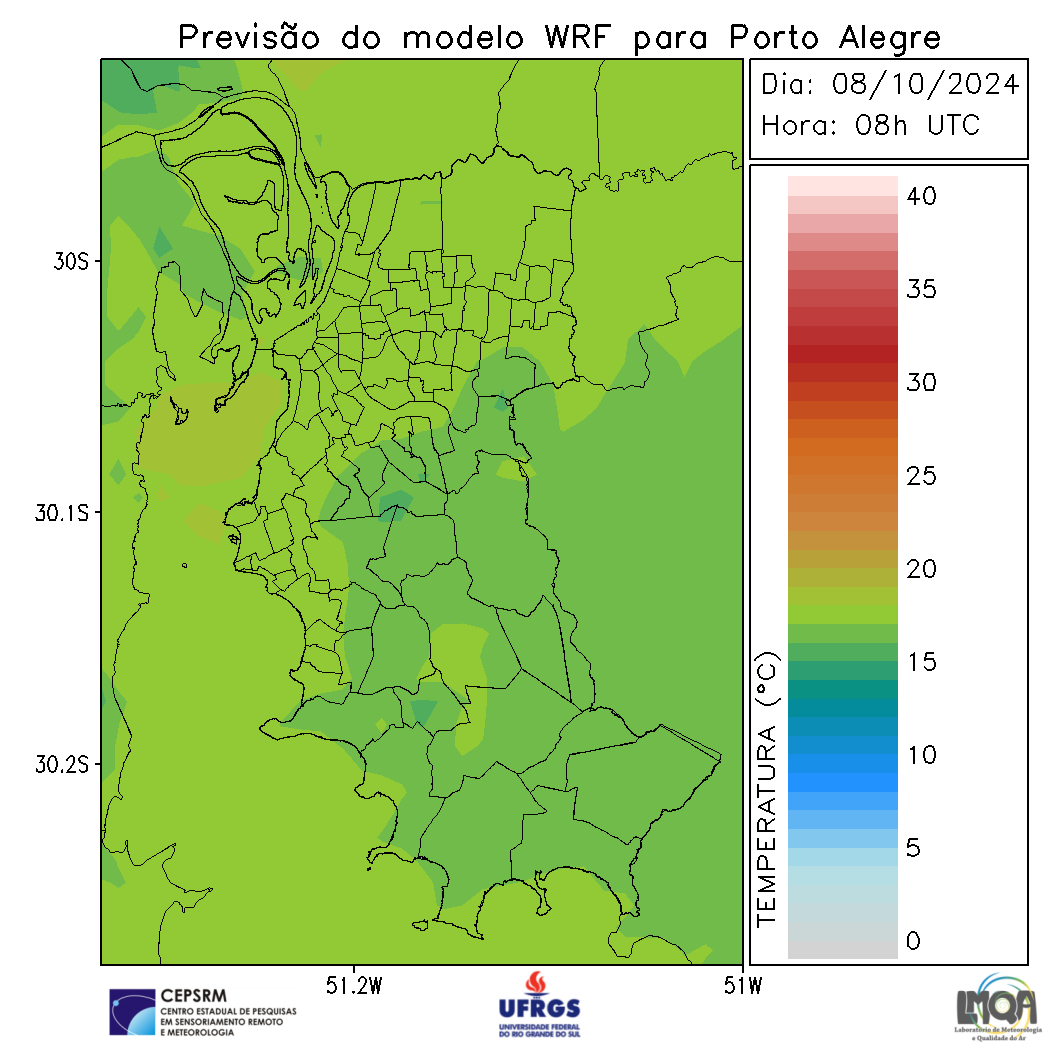 Previsão do modelo WRF para Porto Alegre
Dia: 08/10/2024
Hora: 08h UTC
40
35
30
25
20
15
10
5
0
TEMPERATURA (°C)
30S
30.1S
30.2S
51.2W
51W
CEPSRM
CENTRO ESTADUAL DE PESQUISAS
EM SENSORIAMENTO REMOTO
E METEOROLOGIA
UFRGS
UNIVERSIDADE FEDERAL
DO RIO GRANDE DO SUL
LMQA
Laboratório de Meteorologia
e Qualidade do Ar